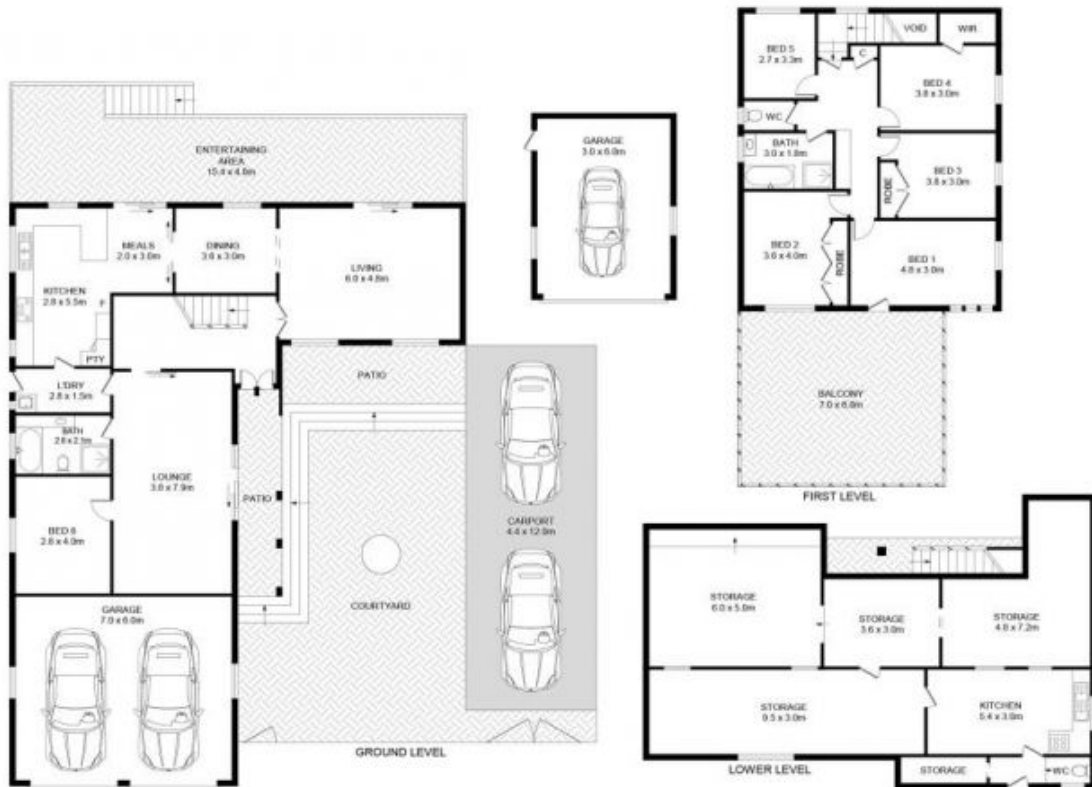 ENTERTAINING
AREA
15.4 x 4.0m
MEALS
2.0 x 3.0m
DINING
3.6 x 3.0m
LIVING
6.0 x 4.8m
KITCHEN
2.8 x 5.5m
F
PTY
L'DRY
2.8 x 1.5m
BATH
2.8 x 2.1m
LOUNGE
3.8 x 7.9m
BED 6
2.8 x 4.0m
GARAGE
7.0 x 6.0m
PATIO
PATIO
COURTYARD
CARPORT
4.4 x 12.0m
GROUND LEVEL
GARAGE
3.0 x 6.0m
BED 5
2.7 x 3.3m
VOID
WIR
C
BED 4
3.8 x 3.0m
WC
BATH
3.0 x 1.8m
BED 3
3.8 x 3.0m
ROBE
BED 2
3.6 x 4.0m
ROBE
BED 1
4.8 x 3.0m
BALCONY
7.0 x 6.0m
FIRST LEVEL
STORAGE
6.0 x 5.0m
STORAGE
3.6 x 3.0m
STORAGE
4.8 x 7.2m
STORAGE
9.5 x 3.0m
KITCHEN
5.4 x 3.0m
STORAGE
WC
LOWER LEVEL